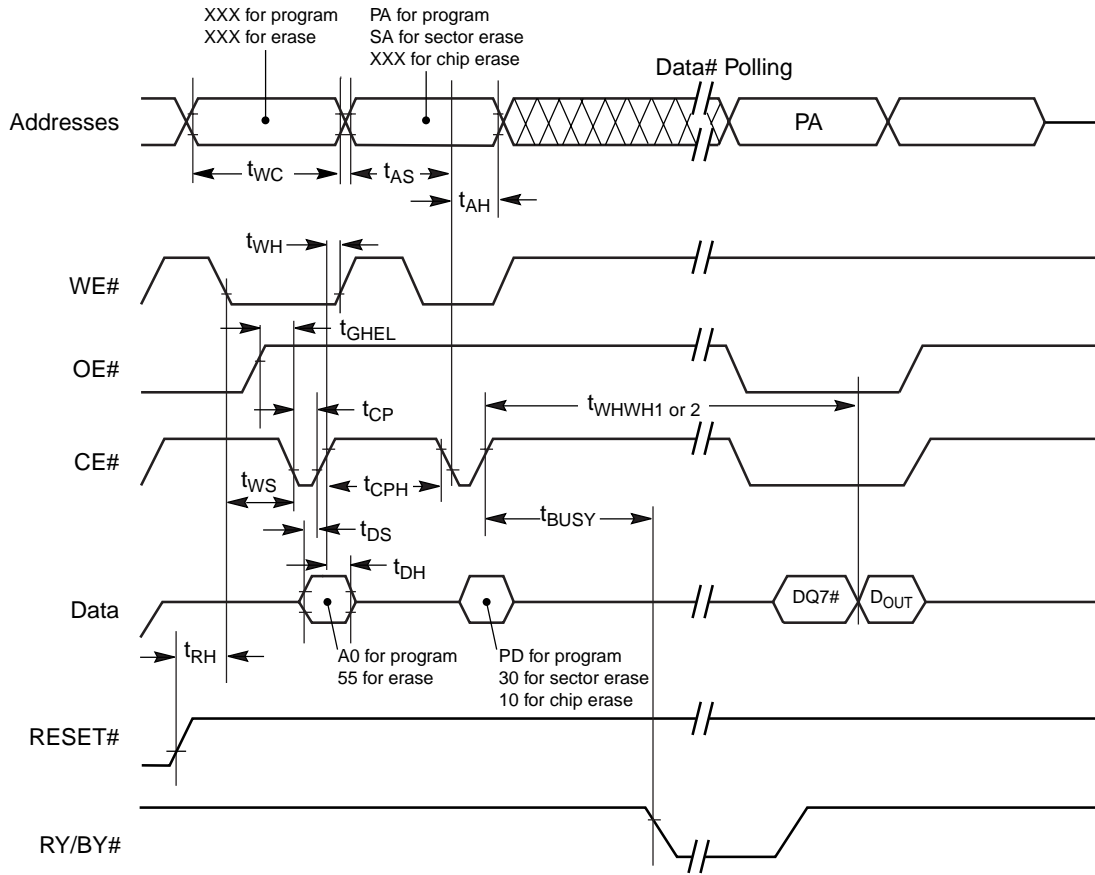 XXX for program
XXX for erase
PA for program
SA for sector erase
XXX for chip erase
Data# Polling
Addresses
PA
tWC
tAS
tAH
tWH
WE#
tGHEL
OE#
tWHWH1 or 2
tCP
CE#
tWS
tCPH
tBUSY
tDS
tDH
Data
DQ7#
DOUT
tRH
A0 for program
55 for erase
PD for program
30 for sector erase
10 for chip erase
RESET#
RY/BY#